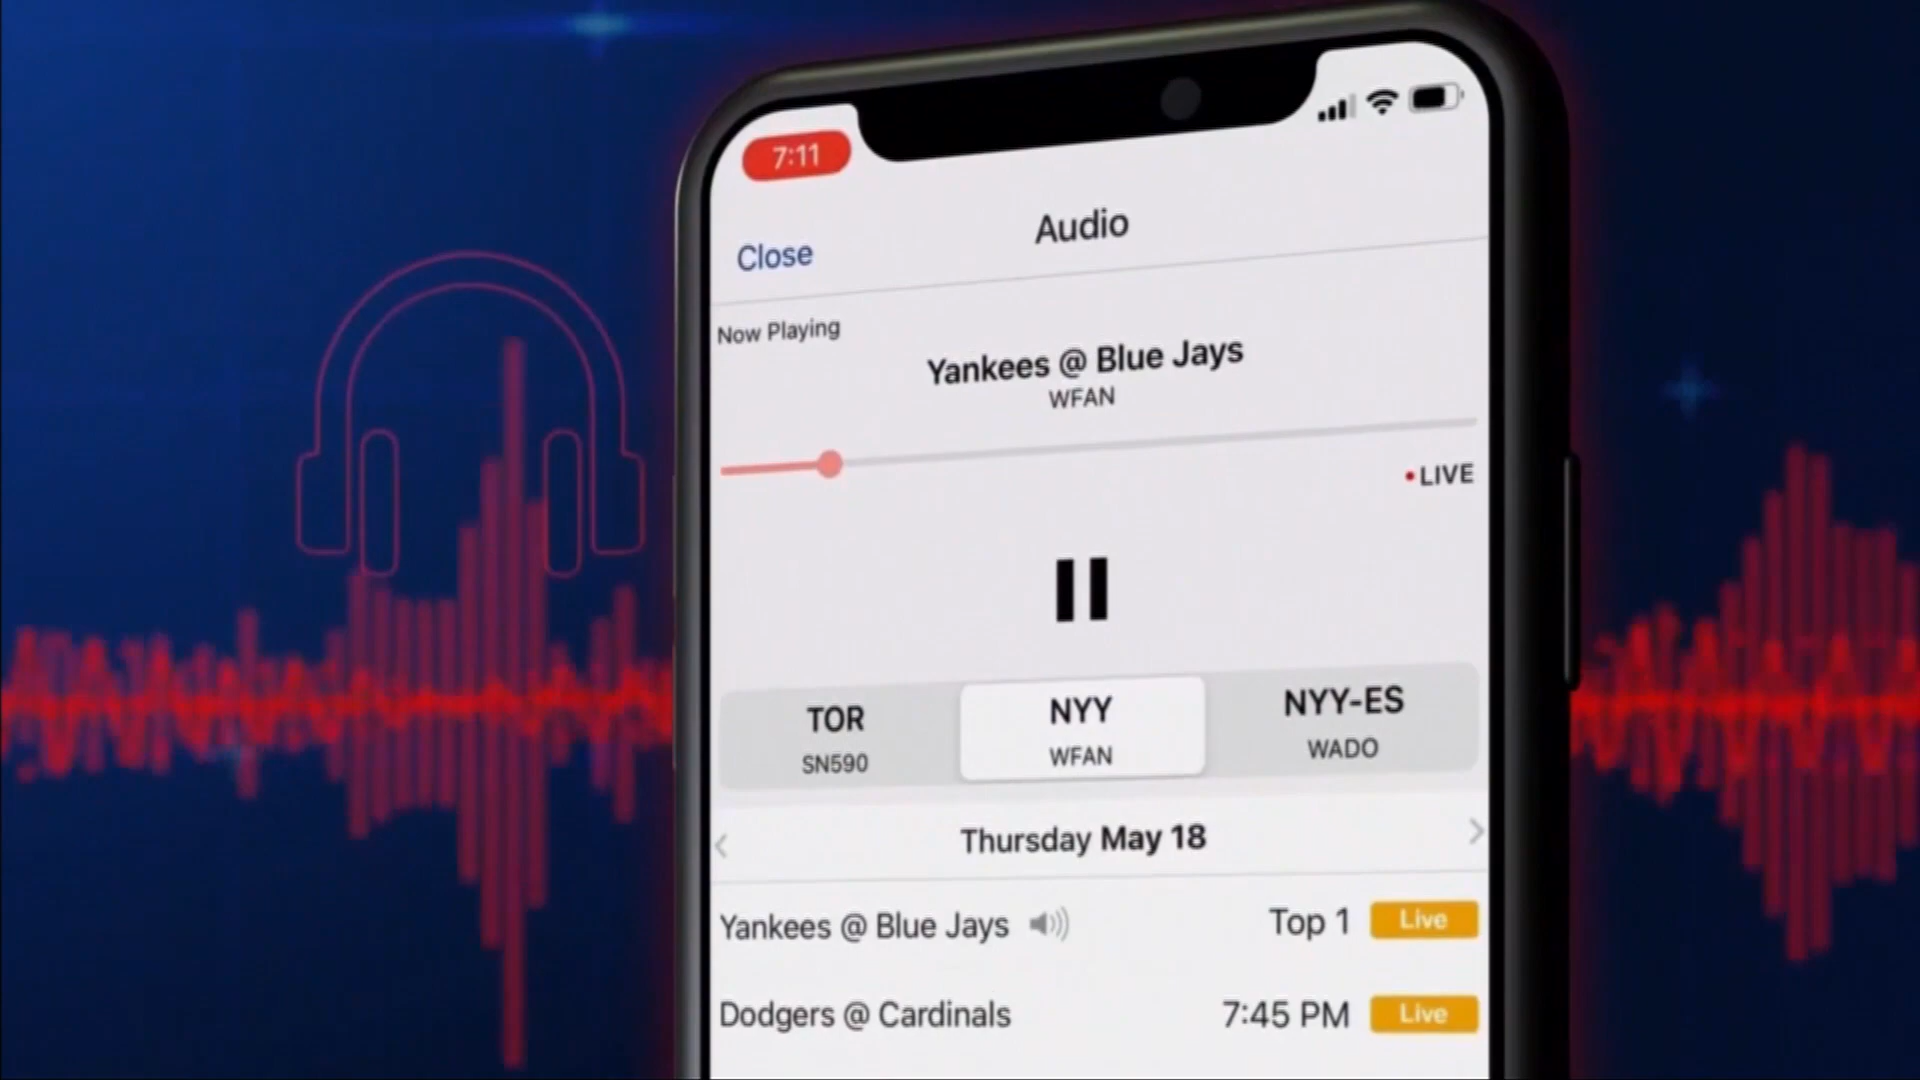 7:11
Close
Audio
Now Playing
Yankees @ Blue Jays
WFAN
LIVE
TOR
SN590
NYY
WFAN
NYY-ES
WADO
Thursday May 18
Yankees @ Blue Jays Top 1 Live
Dodgers @ Cardinals 7:45 PM Live